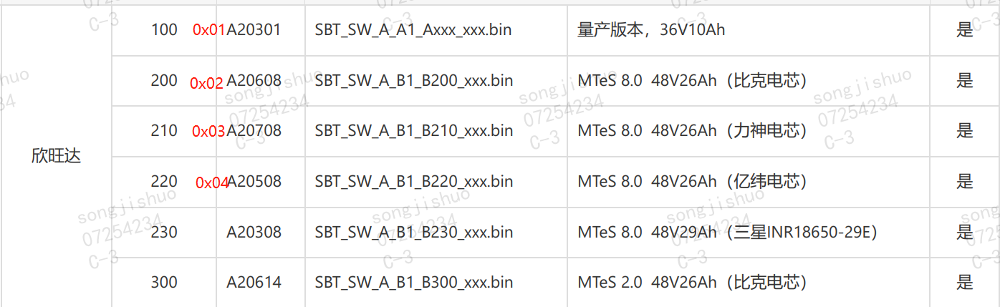 100 0x01 A20301 SBT_SW_A_A1_Axxx_xxx.bin 量产版本，36V10Ah 是
200 0x02 A20608 SBT_SW_A_B1_B200_xxx.bin MTeS 8.0 48V26Ah（比克电芯） 是
210 0x03 A20708 SBT_SW_A_B1_B210_xxx.bin MTeS 8.0 48V26Ah（力神电芯） 是
欣旺达
220 0x04 A20508 SBT_SW_A_B1_B220_xxx.bin MTeS 8.0 48V26Ah（亿纬电芯） 是
230 A20308 SBT_SW_A_B1_B230_xxx.bin MTeS 8.0 48V29Ah（三星INR18650-29E） 是
300 A20614 SBT_SW_A_B1_B300_xxx.bin MTeS 2.0 48V26Ah（比克电芯） 是
songjishuo
07254234
C-3